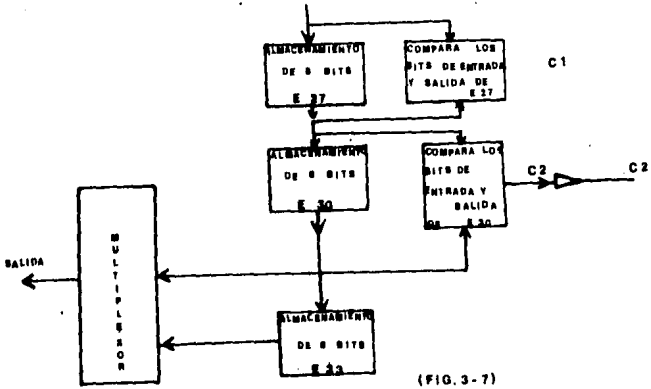 ALMACENAMIENTO
DE 8 BITS
E 27
COMPARA LOS
BITS DE ENTRADA
Y SALIDA DE
E 27
C1
ALMACENAMIENTO
DE 8 BITS
E 30
COMPARA LOS
BITS DE
ENTRADA Y
SALIDA
DE E 30
C2
C2
SALIDA
MULTIPLEXOR
ALMACENAMIENTO
DE 8 BITS
E 33
(FIG. 3-7)